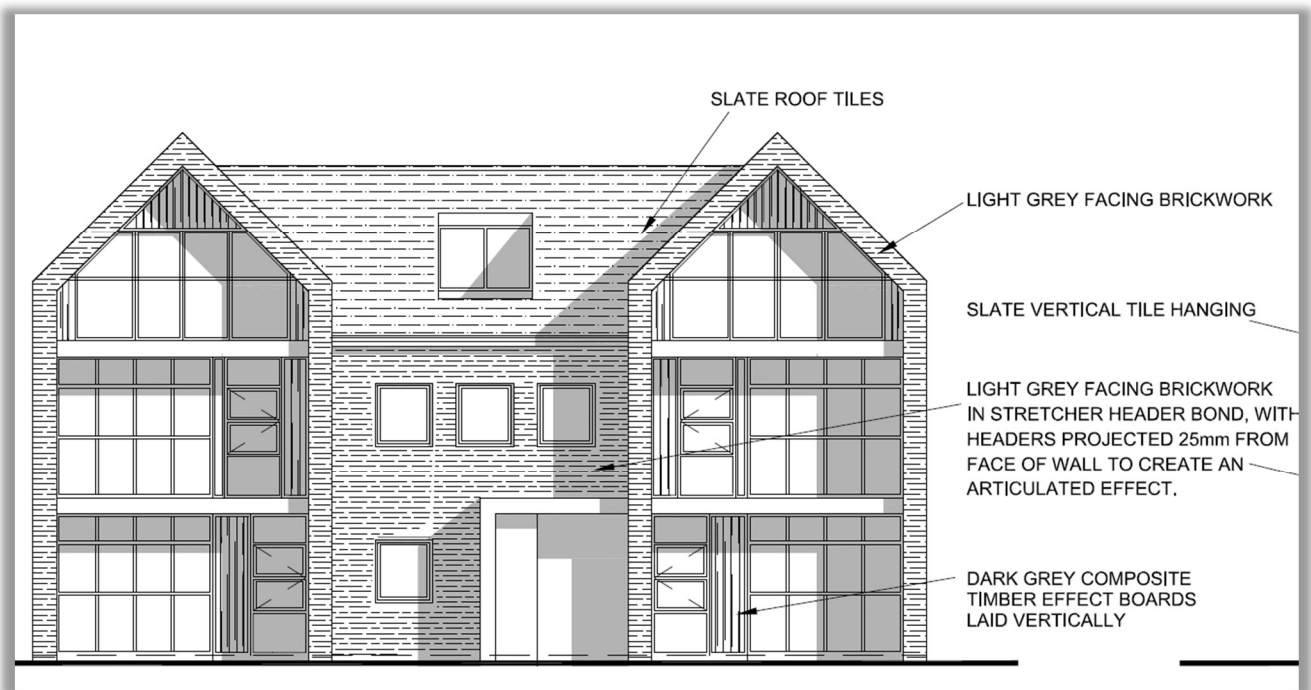 SLATE ROOF TILES
LIGHT GREY FACING BRICKWORK
SLATE VERTICAL TILE HANGING
LIGHT GREY FACING BRICKWORK
IN STRETCHER HEADER BOND, WITH
HEADERS PROJECTED 25mm FROM
FACE OF WALL TO CREATE AN
ARTICULATED EFFECT.
DARK GREY COMPOSITE
TIMBER EFFECT BOARDS
LAID VERTICALLY